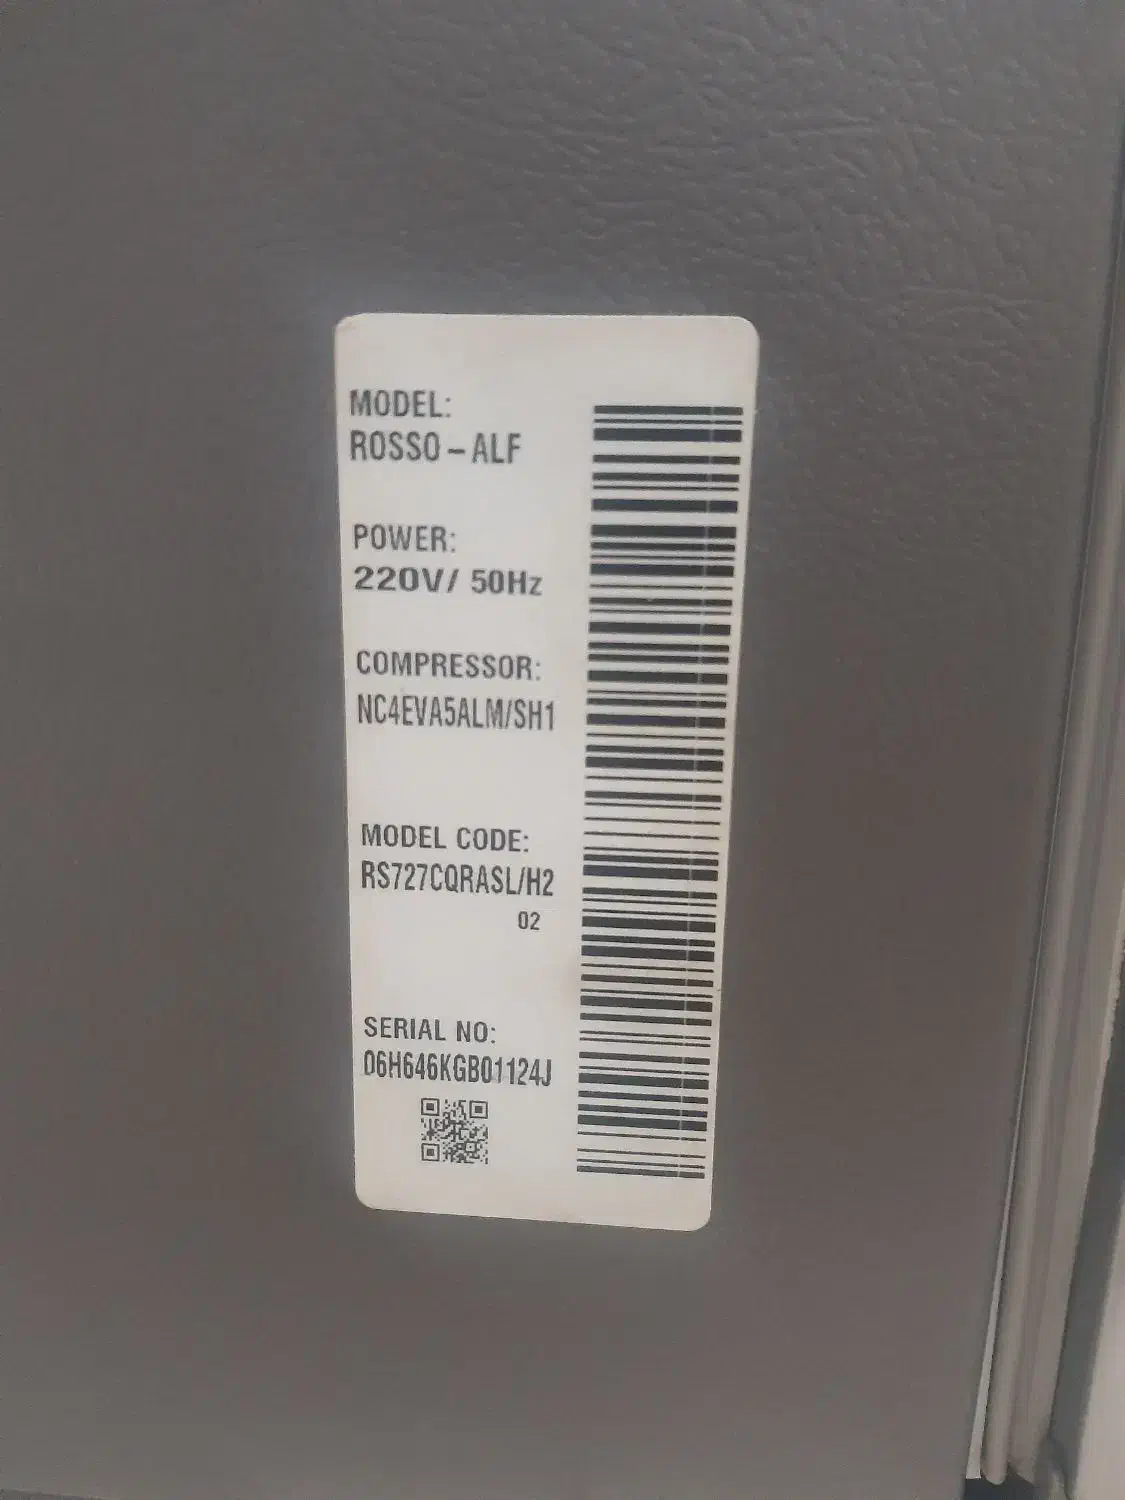 MODEL:
ROSSO – ALF
POWER:
220V/ 50Hz
COMPRESSOR:
NC4EVA5ALM/SH1
MODEL CODE:
RS727CQRASL/H2
02
SERIAL NO:
06H646KGB01124J